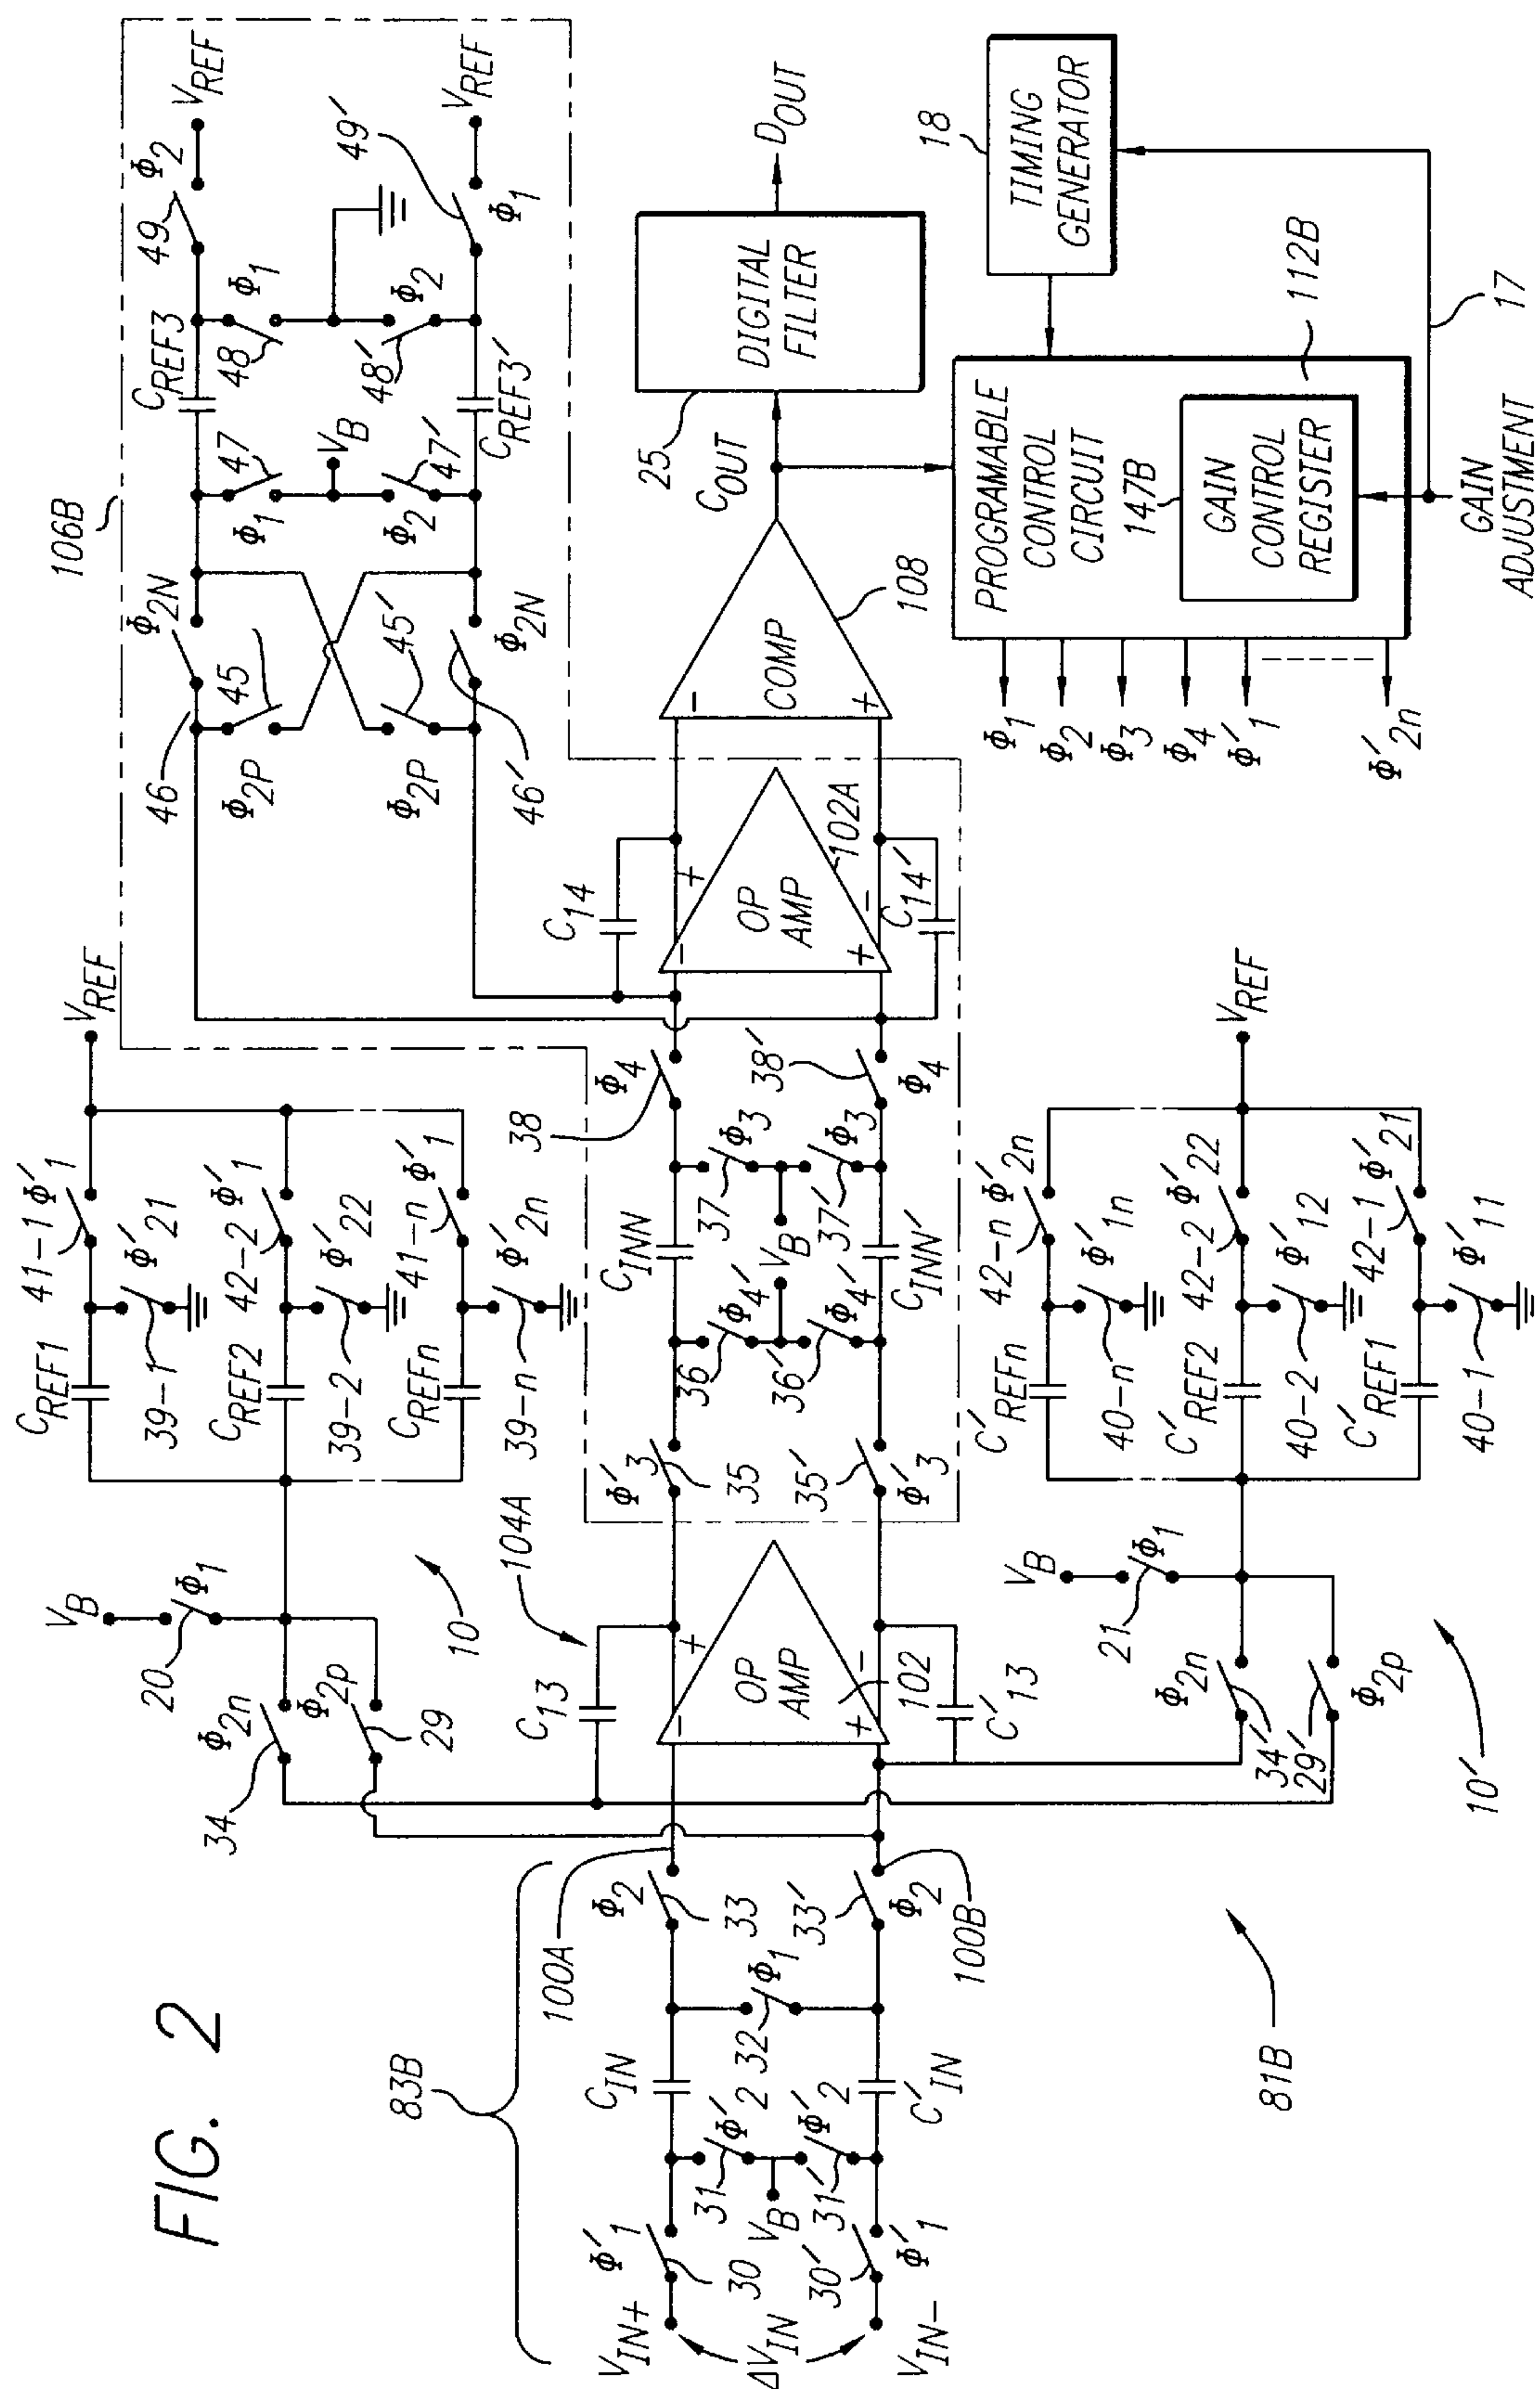 FIG. 2
83B
V_IN+
ΔV_IN
V_IN−
Φ′1
30
30′
Φ′1
31
Φ′2
V_B
31′
Φ′2
C_IN
C′_IN
32
Φ1
Φ2
33
33′
Φ2
100A
100B
81B
34
Φ2n
Φ2p
29
20
V_B
Φ1
10
C_REF1
41-1
Φ′1
39-1
Φ′21
C_REF2
42-2
Φ′1
39-2
Φ′22
C_REFn
41-n
Φ′1
39-n
Φ′2n
V_REF
104A
C13
−
+
OP
AMP
102
+
−
C′13
Φ′3
35
35′
Φ′3
36
Φ4′
V_B
36′
Φ4′
C_INN
C_INN′
37
Φ3
37′
Φ3
38
Φ4
38′
Φ4
C14
−
+
OP
AMP
102A
+
−
C14′
106B
46
Φ2N
45
Φ2P
45′
Φ2P
46′
Φ2N
Φ1
47
V_B
Φ2
47′
C_REF3
C_REF3′
48
Φ1
48′
Φ2
49
Φ2
V_REF
49′
Φ1
V_REF
−
COMP
+
108
C_OUT
25
DIGITAL
FILTER
D_OUT
18
TIMING
GENERATOR
PROGRAMABLE
CONTROL
CIRCUIT
147B
GAIN
CONTROL
REGISTER
112B
17
GAIN
ADJUSTMENT
Φ1
Φ2
Φ3
Φ4
Φ′1
Φ′2n
Φ2n
34′
29′
Φ2p
21
V_B
Φ1
10′
C′_REFn
42-n
Φ′2n
40-n
Φ′1n
C′_REF2
42-2
Φ′22
40-2
Φ′12
C′_REF1
42-1
Φ′21
40-1
Φ′11
V_REF